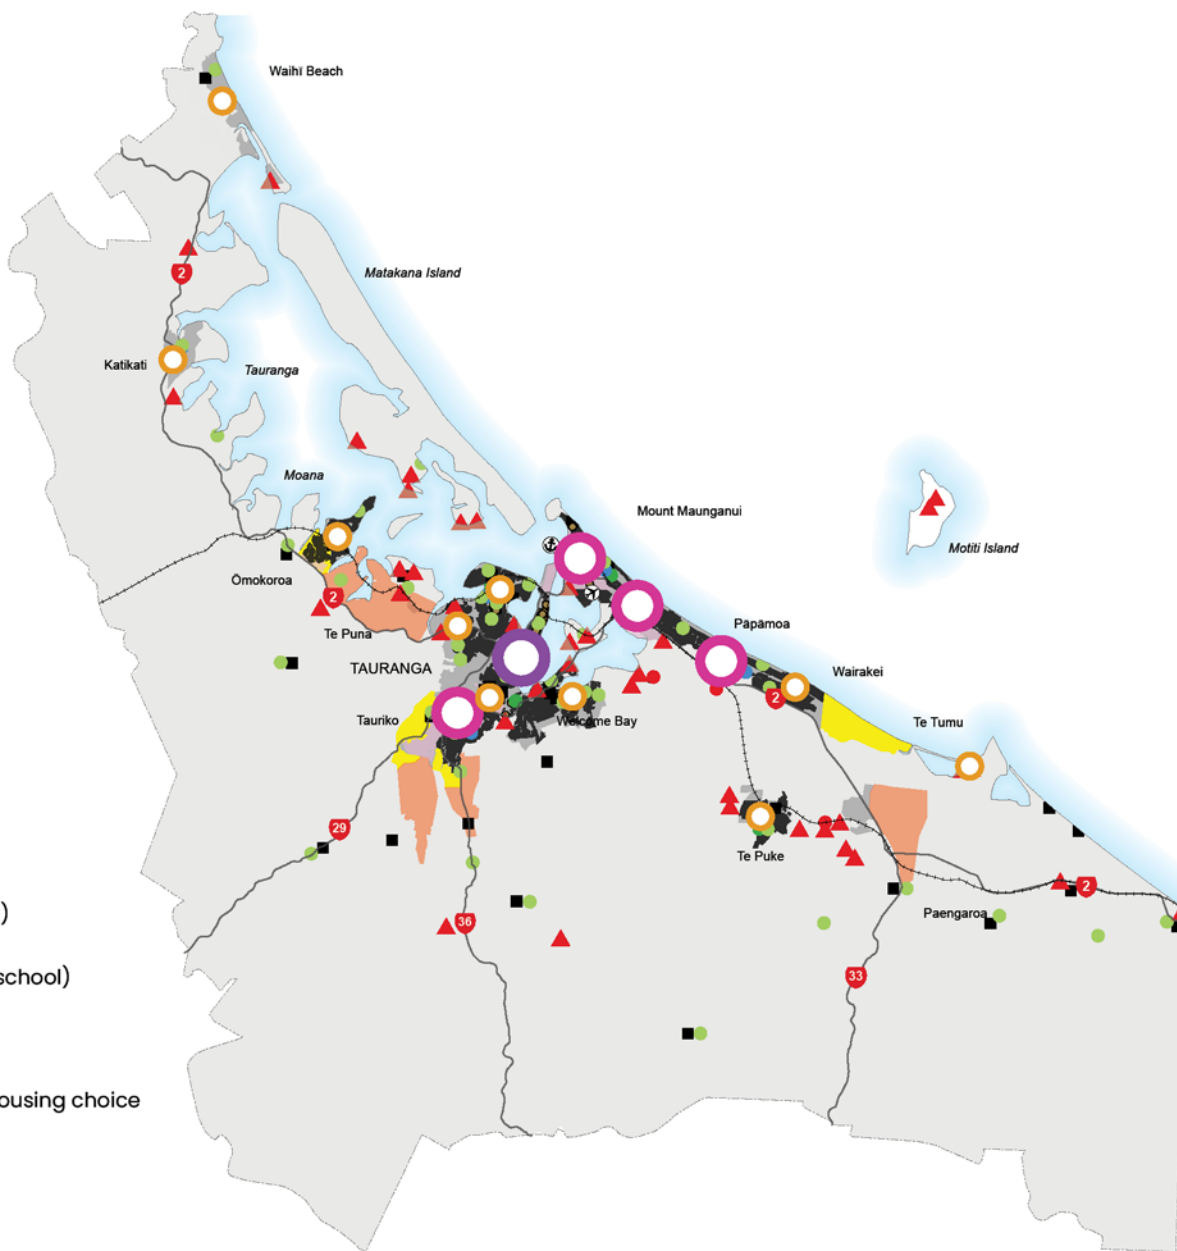 Waihī Beach
Matakana Island
2
Katikati
Tauranga
Moana
Mount Maunganui
Motiti Island
Ōmokoroa
2
Te Puna
Pāpāmoa
TAURANGA
Wairakei
2
Tauriko
Welcome Bay
Te Tumu
29
Te Puke
2
Paengaroa
)
36
school)
33
ousing choice